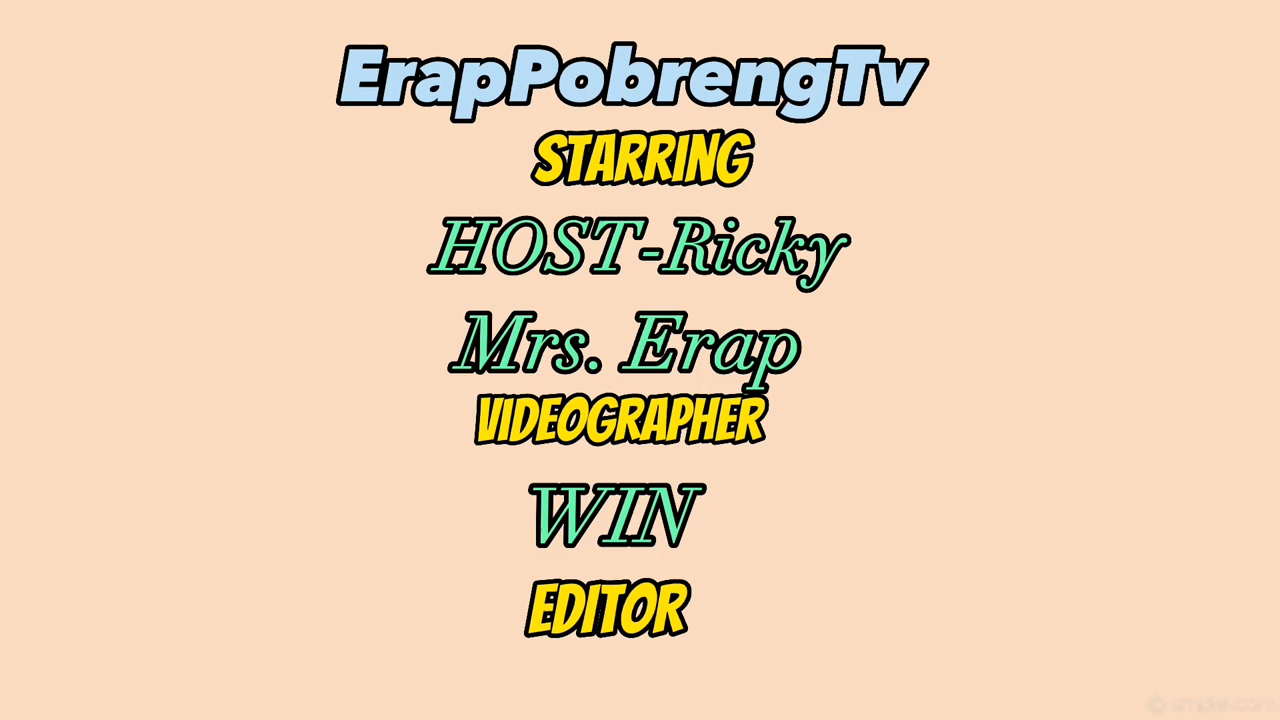 ErapPobrengTv
STARRING
HOST-Ricky
Mrs. Erap
VIDEOGRAPHER
WIN
EDITOR